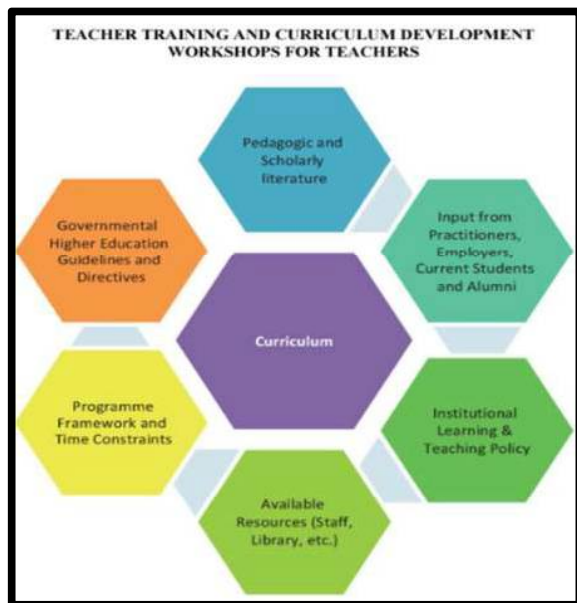 TEACHER TRAINING AND CURRICULUM DEVELOPMENT
WORKSHOPS FOR TEACHERS
Pedagogic and
Scholarly
literature
Governmental
Higher Education
Guidelines and
Directives
Input from
Practitioners,
Employers,
Current Students
and Alumni
Curriculum
Programme
Framework and
Time Constraints
Institutional
Learning &
Teaching Policy
Available
Resources (Staff,
Library, etc.)